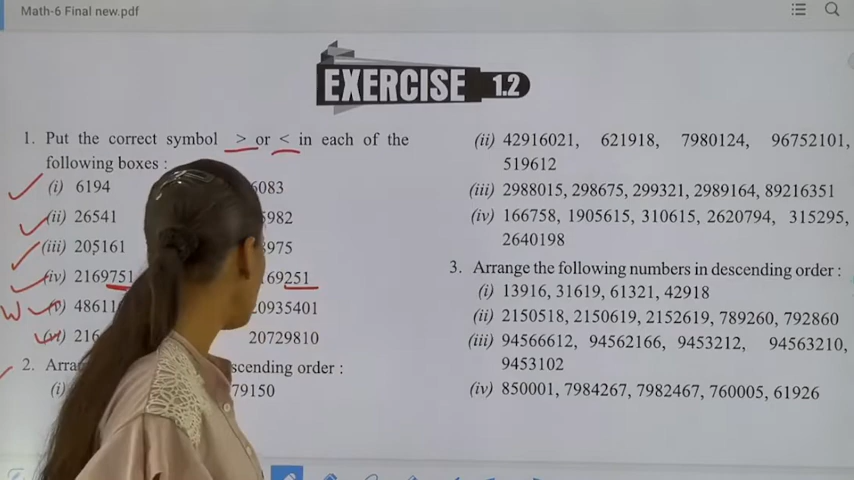 Math-6 Final new.pdf
EXERCISE 1.2
1. Put the correct symbol > or < in each of the
following boxes :
(i) 6194 6083
(ii) 26541 982
(iii) 205161 975
(iv) 2169751 69251
(v) 48611 20935401
(vi) 216 20729810
2. scending order :
(i) 79150
(ii) 42916021, 621918, 7980124, 96752101,
519612
(iii) 2988015, 298675, 299321, 2989164, 89216351
(iv) 166758, 1905615, 310615, 2620794, 315295,
2640198
3. Arrange the following numbers in descending order :
(i) 13916, 31619, 61321, 42918
(ii) 2150518, 2150619, 2152619, 789260, 792860
(iii) 94566612, 94562166, 9453212, 94563210,
9453102
(iv) 850001, 7984267, 7982467, 760005, 61926